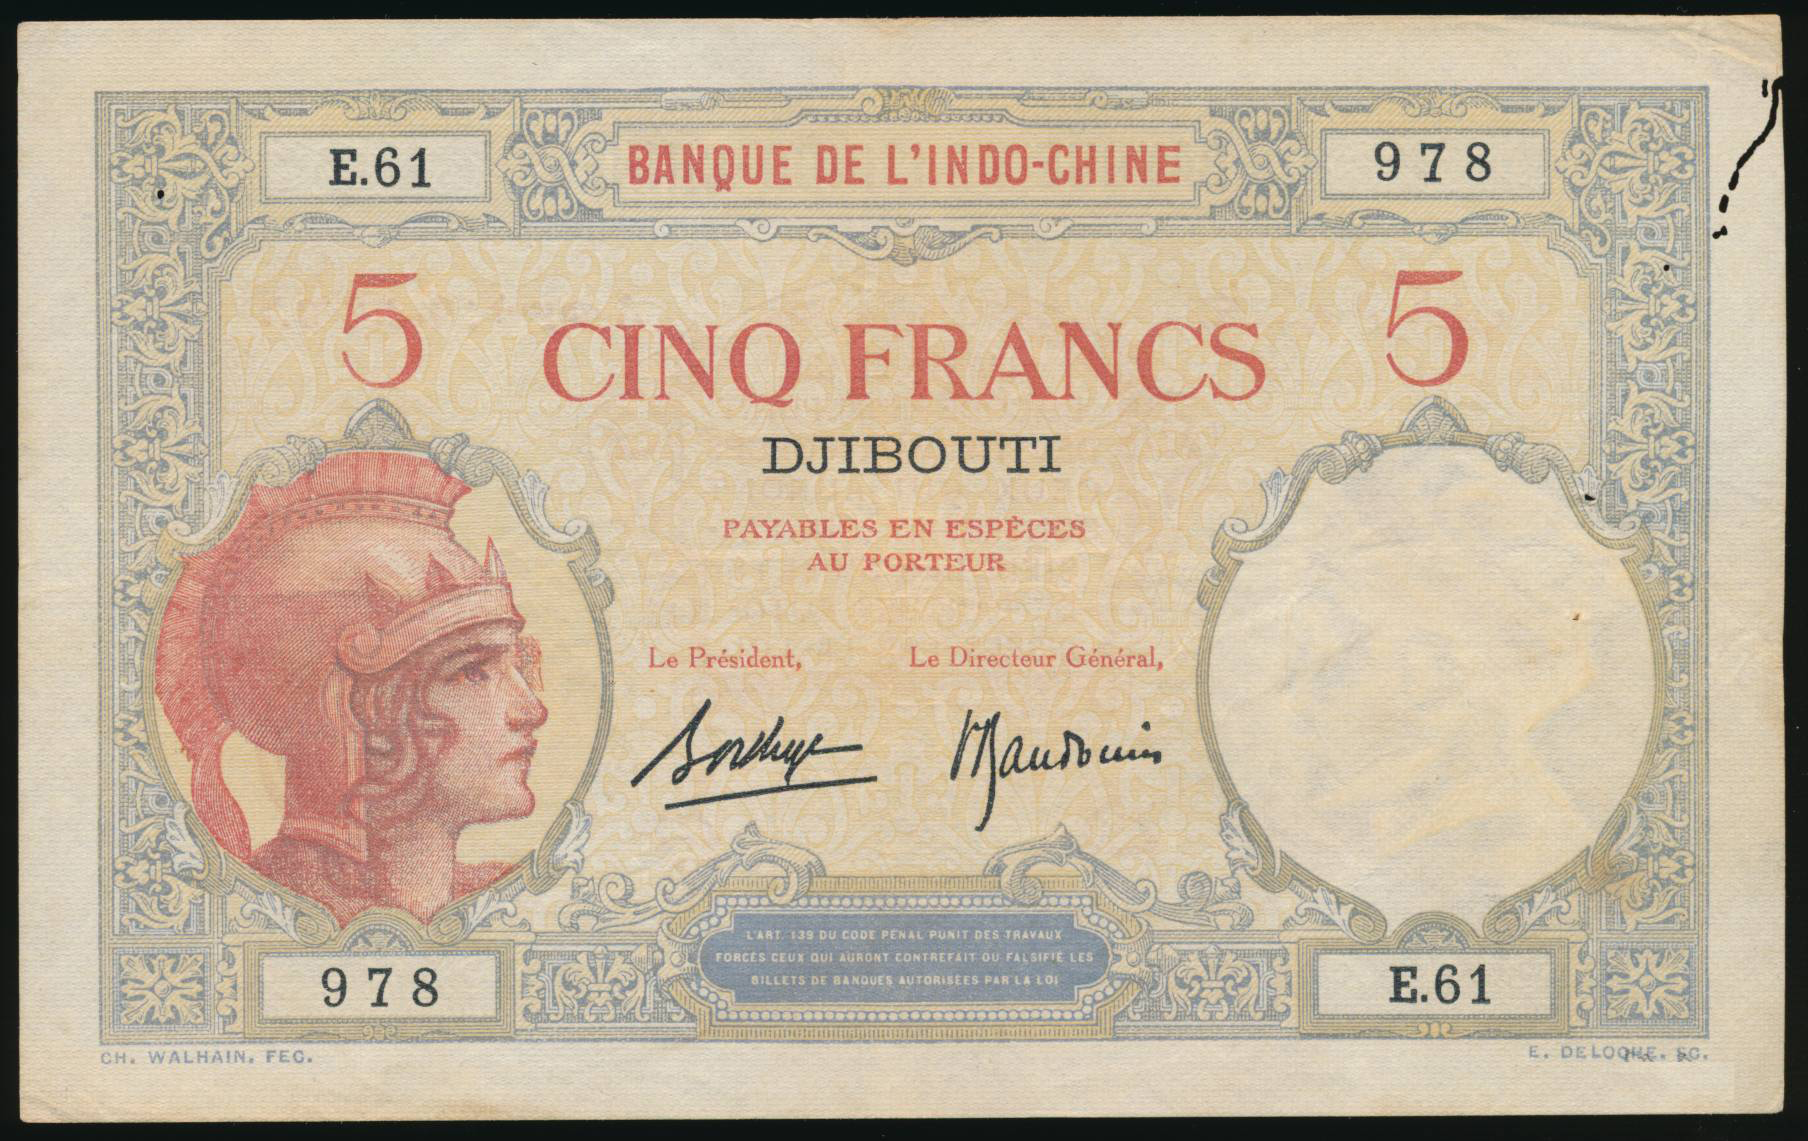 E.61
BANQUE DE L'INDO-CHINE
978
5
CINQ FRANCS
5
DJIBOUTI
PAYABLES EN ESPÈCES
AU PORTEUR
Le Président,
Le Directeur Général,
L'ART. 139 DU CODE PÉNAL PUNIT DES TRAVAUX
FORCÉS CEUX QUI AURONT CONTREFAIT OU FALSIFIÉ LES
BILLETS DE BANQUES AUTORISÉES PAR LA LOI
978
E.61
CH. WALHAIN. FEC.
E. DELOCHE. SC.